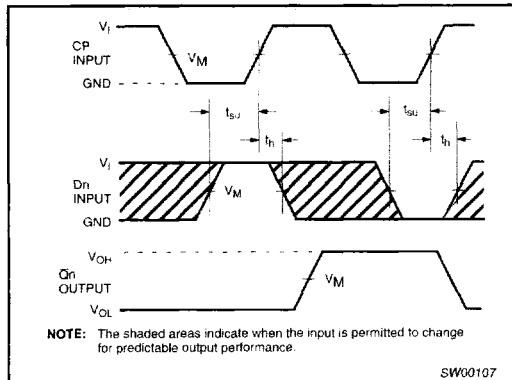 VI
CP
INPUT
VM
GND
tsu
th
tsu
th
VI
Dn
INPUT
VM
GND
VOH
Qn
OUTPUT
VM
VOL
NOTE: The shaded areas indicate when the input is permitted to change
for predictable output performance.
SW00107